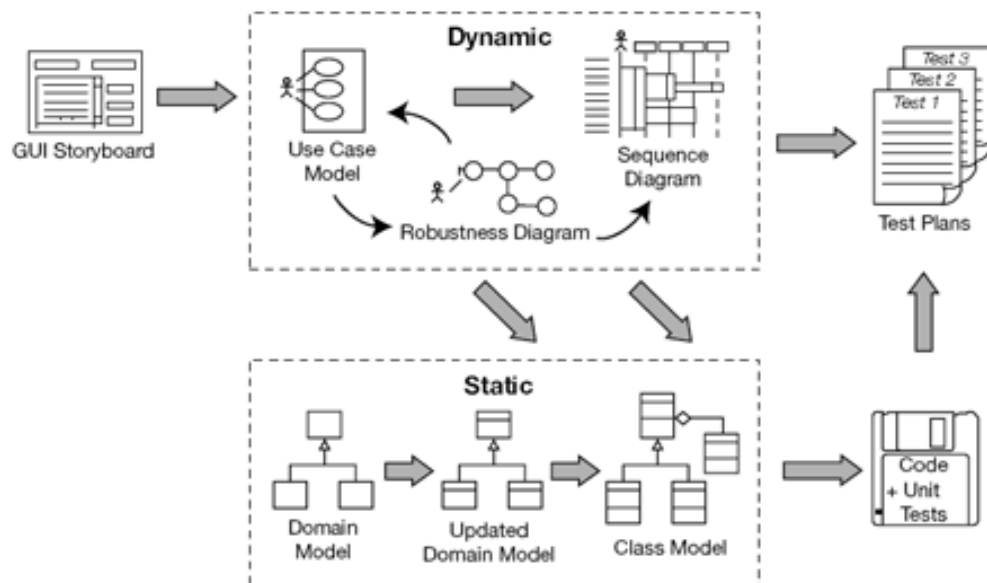 Dynamic
GUI Storyboard
Use Case
Model
Robustness Diagram
Sequence
Diagram
Test 3
Test 2
Test 1
Test Plans
Static
Domain
Model
Updated
Domain Model
Class Model
Code
+ Unit
Tests